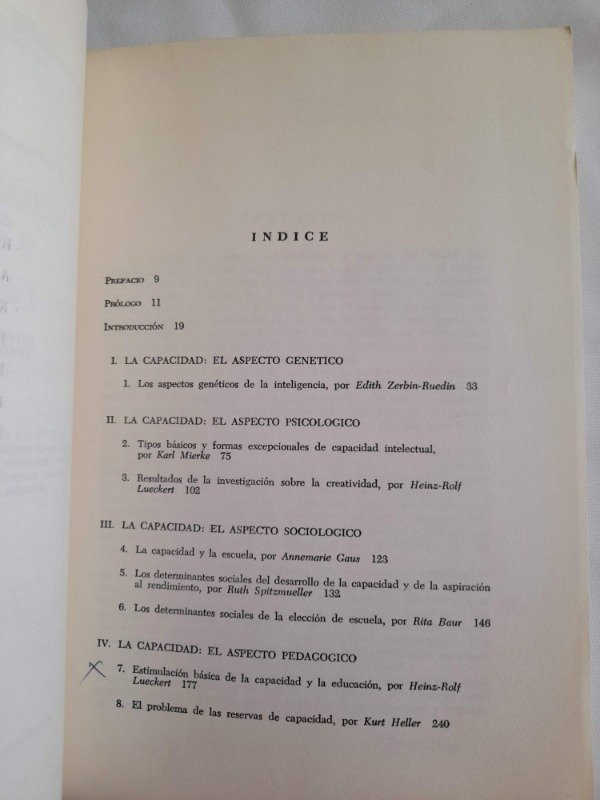 INDICE
PREFACIO 9
PRÓLOGO 11
INTRODUCCIÓN 19
I. LA CAPACIDAD: EL ASPECTO GENETICO
1. Los aspectos genéticos de la inteligencia, por Edith Zerbin-Ruedin 33
II. LA CAPACIDAD: EL ASPECTO PSICOLOGICO
2. Tipos básicos y formas excepcionales de capacidad intelectual,
por Karl Mierke 75
3. Resultados de la investigación sobre la creatividad, por Heinz-Rolf
Lueckert 102
III. LA CAPACIDAD: EL ASPECTO SOCIOLOGICO
4. La capacidad y la escuela, por Annemarie Gaus 123
5. Los determinantes sociales del desarrollo de la capacidad y de la aspiración
al rendimiento, por Ruth Spitzmueller 132
6. Los determinantes sociales de la elección de escuela, por Rita Baur 146
IV. LA CAPACIDAD: EL ASPECTO PEDAGOGICO
7. Estimulación básica de la capacidad y la educación, por Heinz-Rolf
Lueckert 177
8. El problema de las reservas de capacidad, por Kurt Heller 240